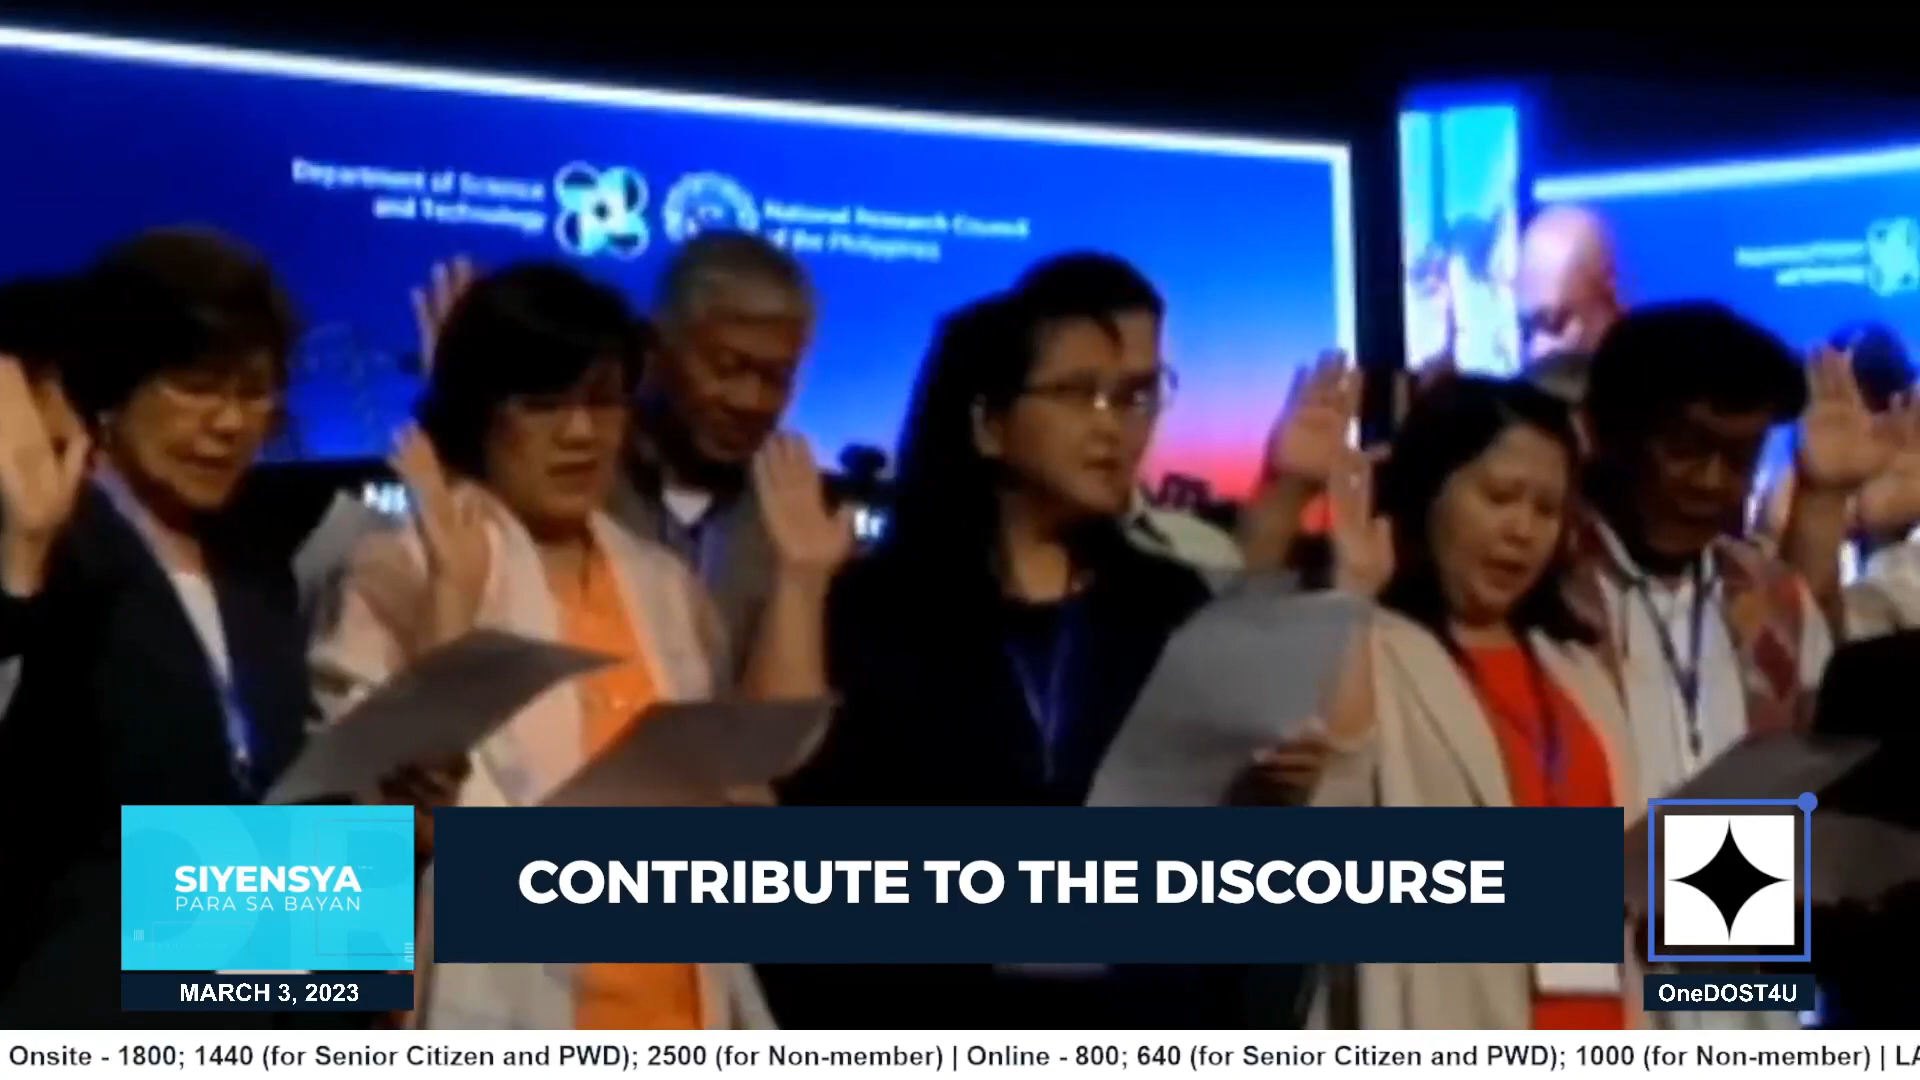 Department of Science
and Technology
National Research Council
of the Philippines
SIYENSYA
PARA SA BAYAN
CONTRIBUTE TO THE DISCOURSE
MARCH 3, 2023
OneDOST4U
Onsite - 1800; 1440 (for Senior Citizen and PWD); 2500 (for Non-member) | Online - 800; 640 (for Senior Citizen and PWD); 1000 (for Non-member) |